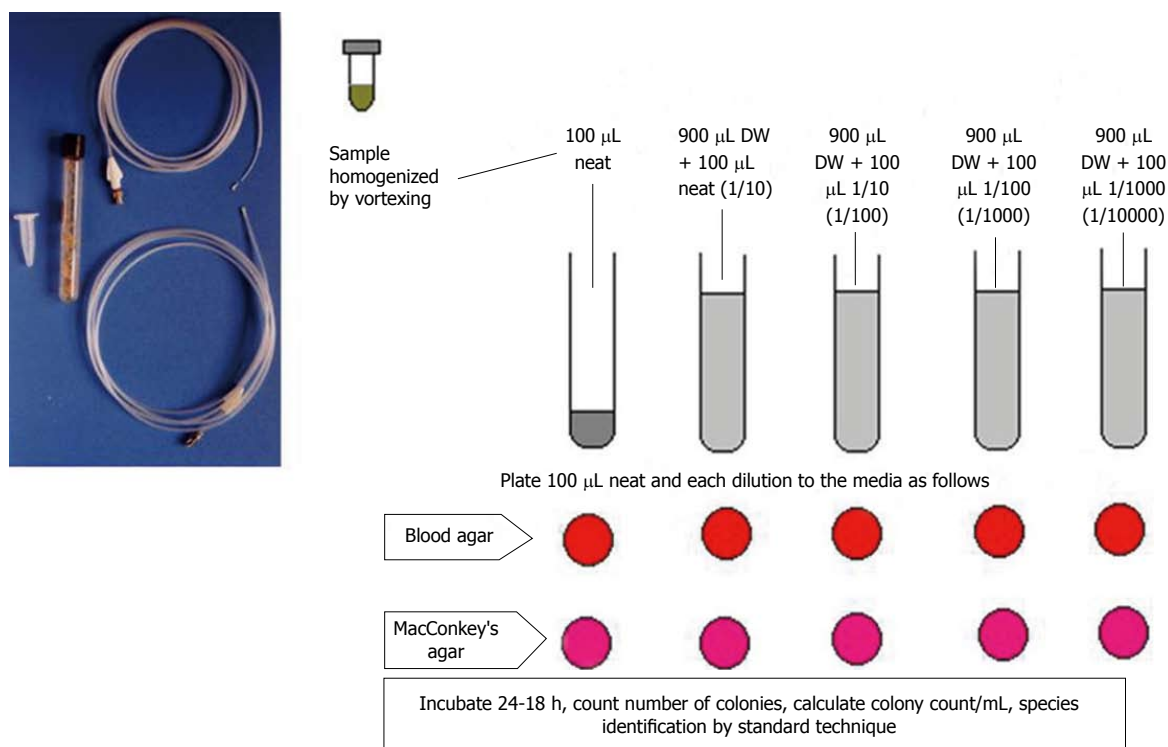 Sample
homogenized
by vortexing
100 μL
neat
900 μL DW
+ 100 μL
neat (1/10)
900 μL
DW + 100
μL 1/10
(1/100)
900 μL
DW + 100
μL 1/100
(1/1000)
900 μL
DW + 100
μL 1/1000
(1/10000)
Plate 100 μL neat and each dilution to the media as follows
Blood agar
MacConkey's
agar
Incubate 24-18 h, count number of colonies, calculate colony count/mL, species
identification by standard technique